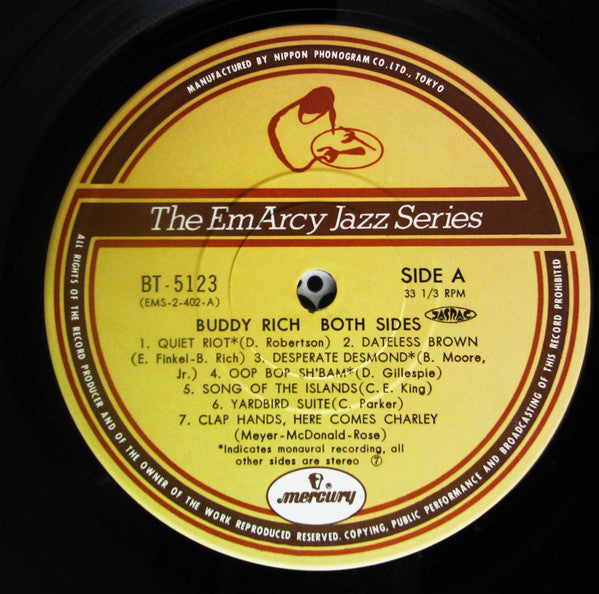 MANUFACTURED BY NIPPON PHONOGRAM CO. LTD., TOKYO
The EmArcy Jazz Series
BT-5123
(EMS-2-402-A)
SIDE A
33 1/3 RPM
BUDDY RICH BOTH SIDES
JASRAC
1. QUIET RIOT*(D. Robertson) 2. DATELESS BROWN
(E. Finkel-B. Rich) 3. DESPERATE DESMOND*(B. Moore,
Jr.) 4. OOP BOP SH'BAM*(D. Gillespie)
5. SONG OF THE ISLANDS(C. E. King)
6. YARDBIRD SUITE(C. Parker)
7. CLAP HANDS, HERE COMES CHARLEY
(Meyer-McDonald-Rose)
*Indicates monaural recording, all
other sides are stereo ⑦
mercury ®
ALL RIGHTS OF THE RECORD PRODUCER AND OF THE OWNER OF THE WORK REPRODUCED RESERVED. COPYING, PUBLIC PERFORMANCE AND BROADCASTING OF THIS RECORD PROHIBITED